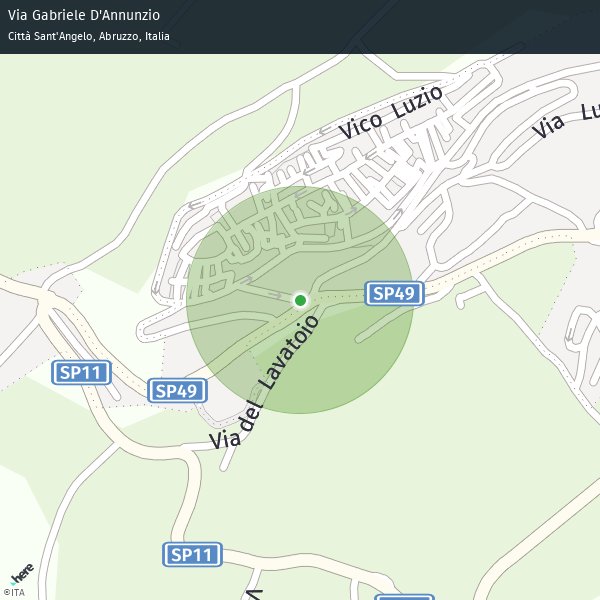 Via Gabriele D'Annunzio
Città Sant'Angelo, Abruzzo, Italia
Vico Luzio
Via Lu
SP49
SP11
SP49
Via del Lavatoio
SP11
here
©ITA